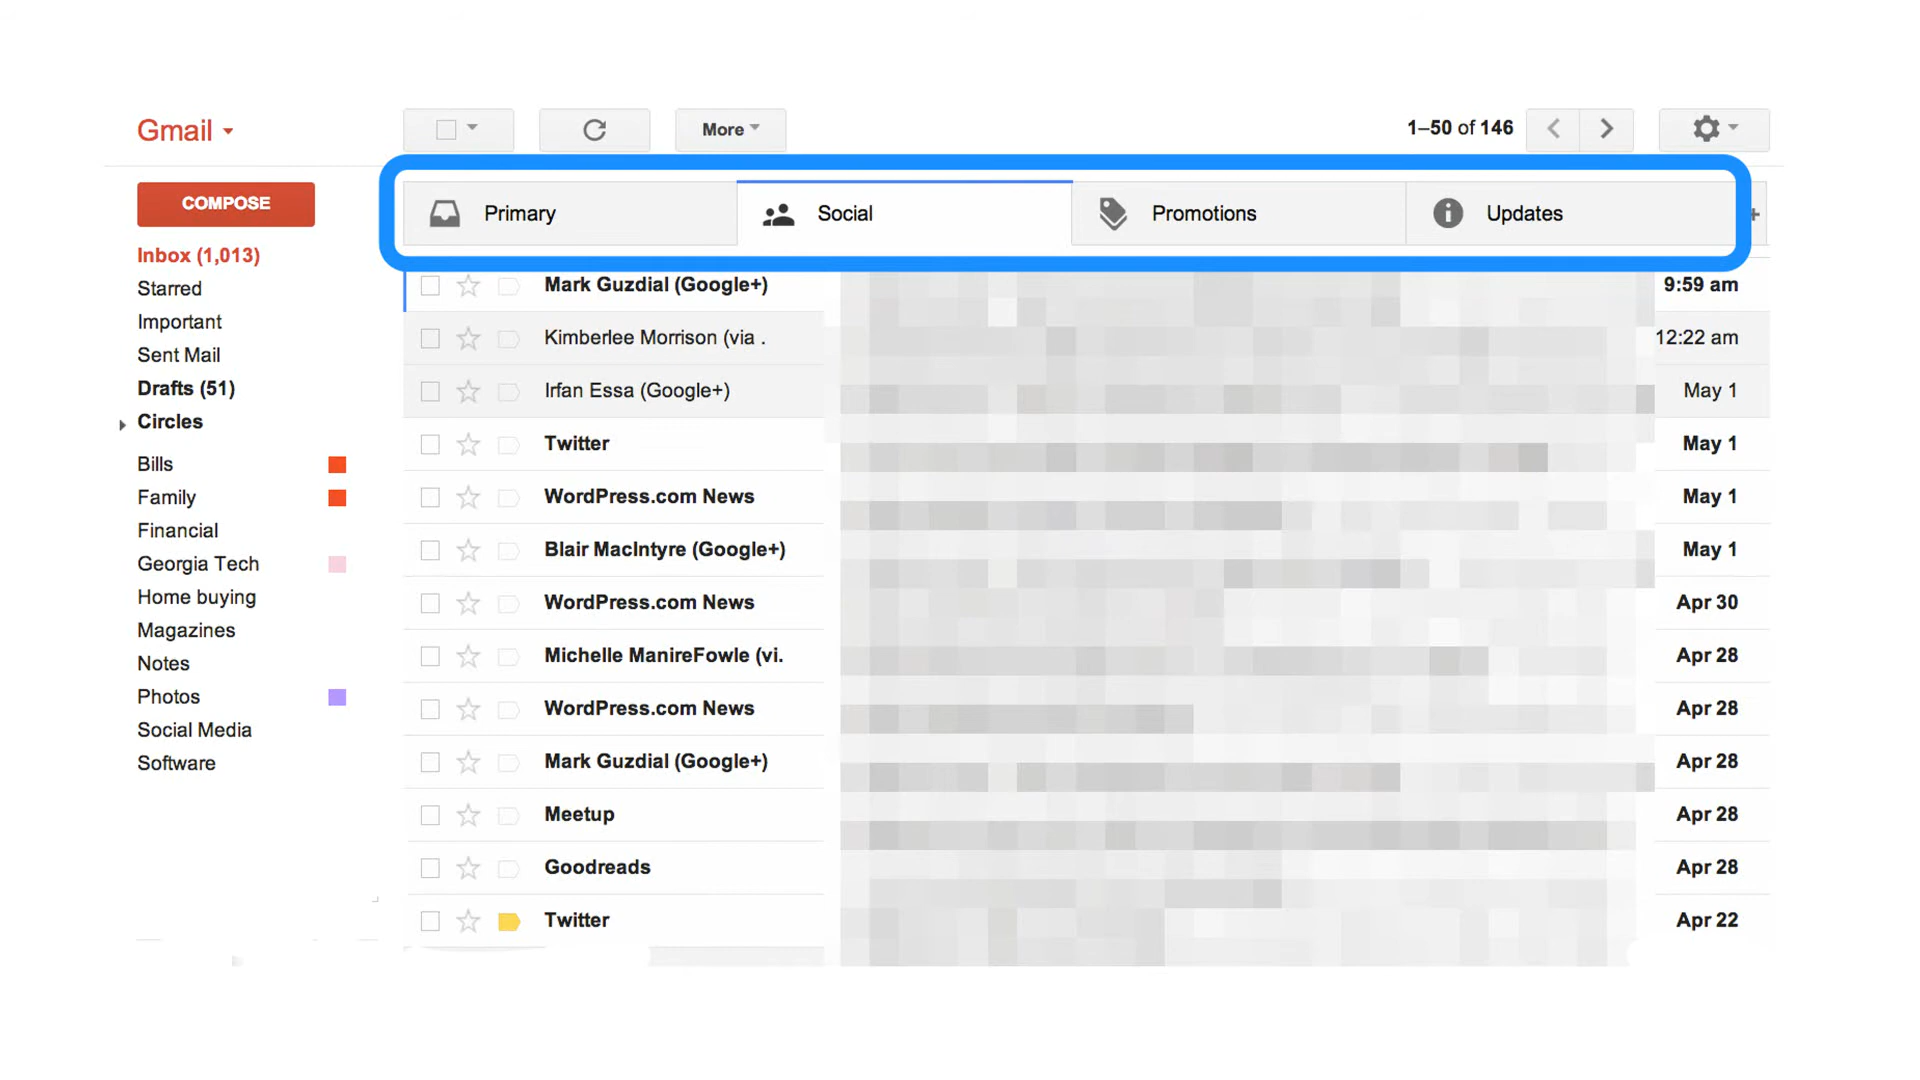 Gmail
More
1–50 of 146
COMPOSE
Primary
Social
Promotions
Updates
+
Inbox (1,013)
Starred
Important
Sent Mail
Drafts (51)
Circles
Bills
Family
Financial
Georgia Tech
Home buying
Magazines
Notes
Photos
Social Media
Software
Mark Guzdial (Google+) 9:59 am
Kimberlee Morrison (via . 12:22 am
Irfan Essa (Google+) May 1
Twitter May 1
WordPress.com News May 1
Blair MacIntyre (Google+) May 1
WordPress.com News Apr 30
Michelle ManireFowle (vi. Apr 28
WordPress.com News Apr 28
Mark Guzdial (Google+) Apr 28
Meetup Apr 28
Goodreads Apr 28
Twitter Apr 22